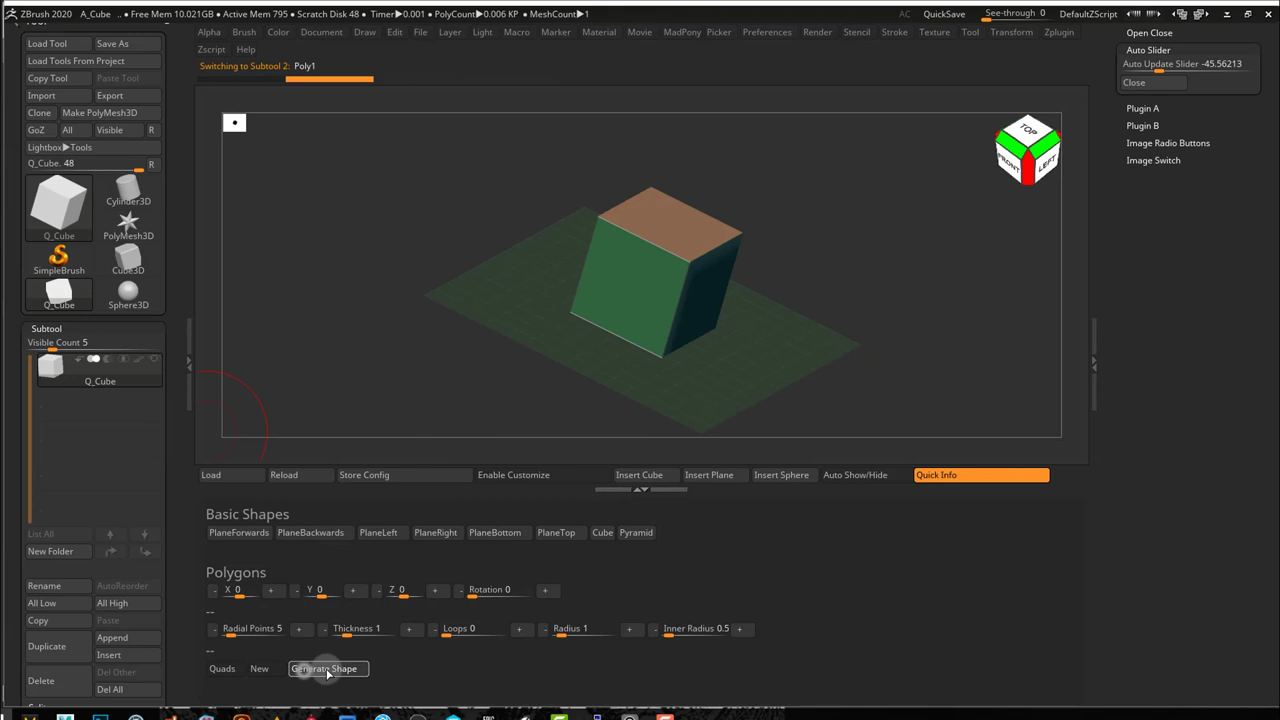 ZBrush 2020 A_Cube .. • Free Mem 10.021GB • Active Mem 795 • Scratch Disk 48 • Timer▶0.001 • PolyCount▶0.006 KP • MeshCount▶1
AC QuickSave See-through 0 DefaultZScript
Alpha Brush Color Document Draw Edit File Layer Light Macro Marker Material Movie MadPony Picker Preferences Render Stencil Stroke Texture Tool Transform Zplugin
Zscript Help
Switching to Subtool 2: Poly1
Load Tool Save As
Load Tools From Project
Copy Tool Paste Tool
Import Export
Clone Make PolyMesh3D
GoZ All Visible R
Lightbox▶Tools
Q_Cube. 48 R
Q_Cube
Cylinder3D
PolyMesh3D
SimpleBrush
Cube3D
Q_Cube
Sphere3D
Subtool
Visible Count 5
Q_Cube
List All
New Folder
Rename AutoReorder
All Low All High
Copy Paste
Duplicate Append
Insert
Delete Del Other
Del All
TOP
FRONT
LEFT
Open Close
Auto Slider
Auto Update Slider -45.56213
Close
Plugin A
Plugin B
Image Radio Buttons
Image Switch
Load Reload Store Config Enable Customize Insert Cube Insert Plane Insert Sphere Auto Show/Hide Quick Info
Basic Shapes
PlaneForwards PlaneBackwards PlaneLeft PlaneRight PlaneBottom PlaneTop Cube Pyramid
Polygons
- X 0 + - Y 0 + - Z 0 + - Rotation 0 +
--
- Radial Points 5 + - Thickness 1 + - Loops 0 + - Radius 1 + - Inner Radius 0.5 +
--
Quads New Generate Shape